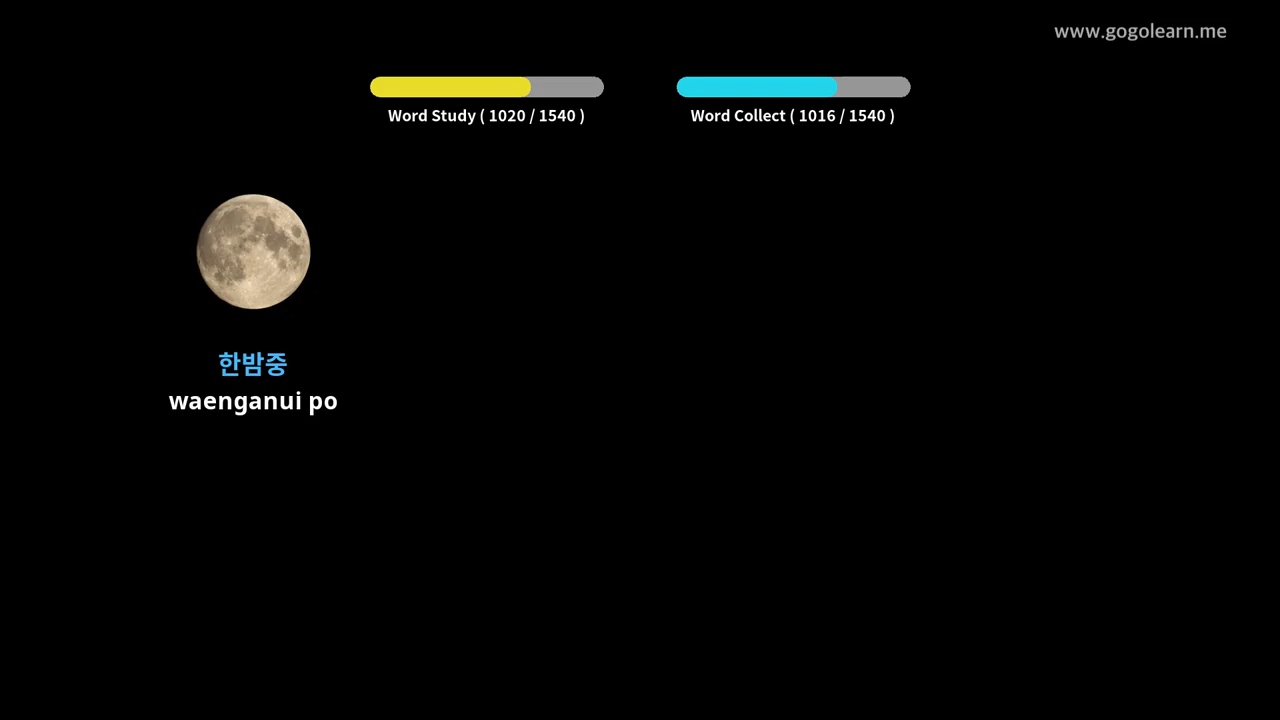 www.gogolearn.me
Word Study ( 1020 / 1540 )
Word Collect ( 1016 / 1540 )
한밤중
waenganui po